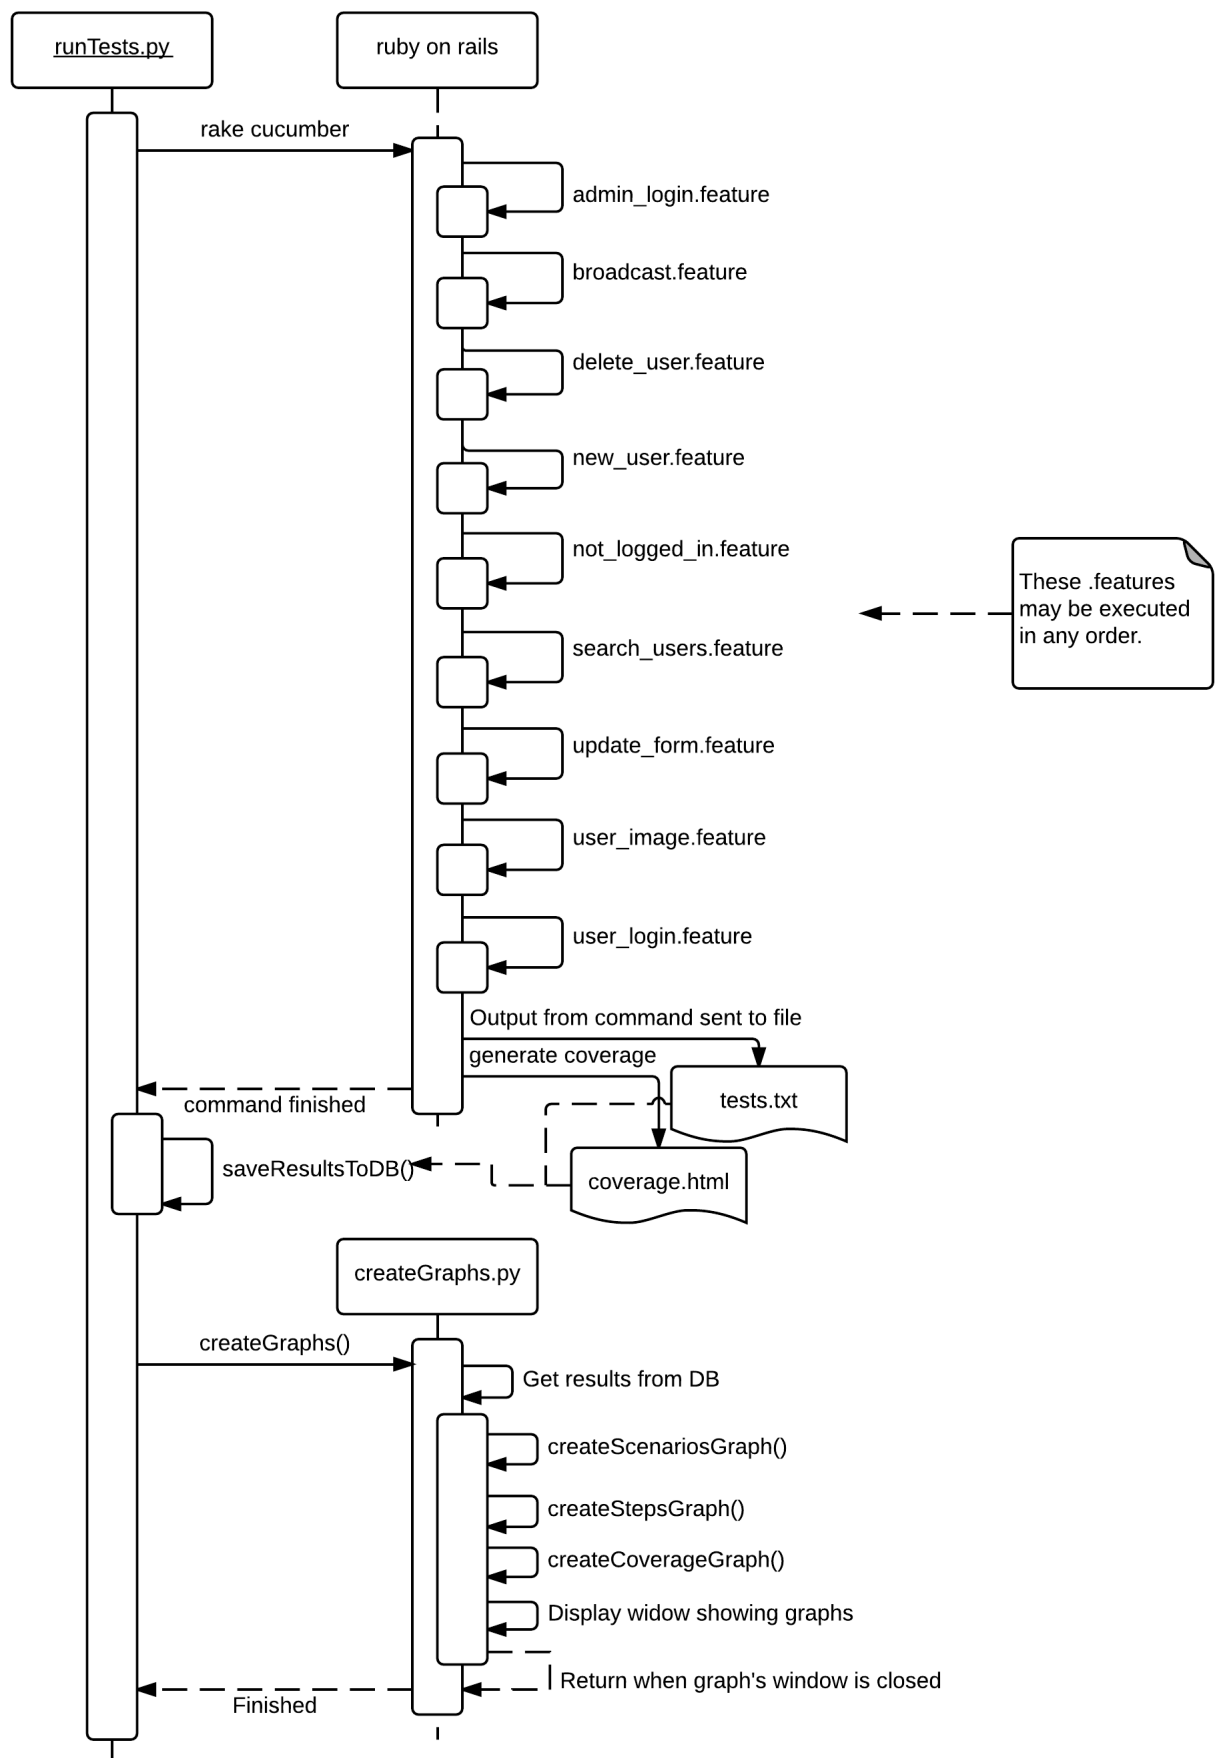 runTests.py
ruby on rails
rake cucumber
admin_login.feature
broadcast.feature
delete_user.feature
new_user.feature
not_logged_in.feature
These .features
may be executed
in any order.
search_users.feature
update_form.feature
user_image.feature
user_login.feature
Output from command sent to file
generate coverage
tests.txt
command finished
saveResultsToDB()
coverage.html
createGraphs.py
createGraphs()
Get results from DB
createScenariosGraph()
createStepsGraph()
createCoverageGraph()
Display widow showing graphs
Return when graph's window is closed
Finished